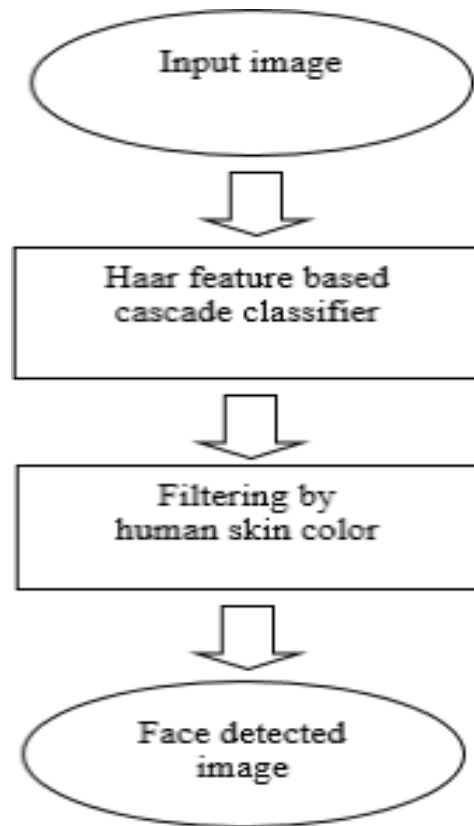 Input image
Haar feature based
cascade classifier
Filtering by
human skin color
Face detected
image